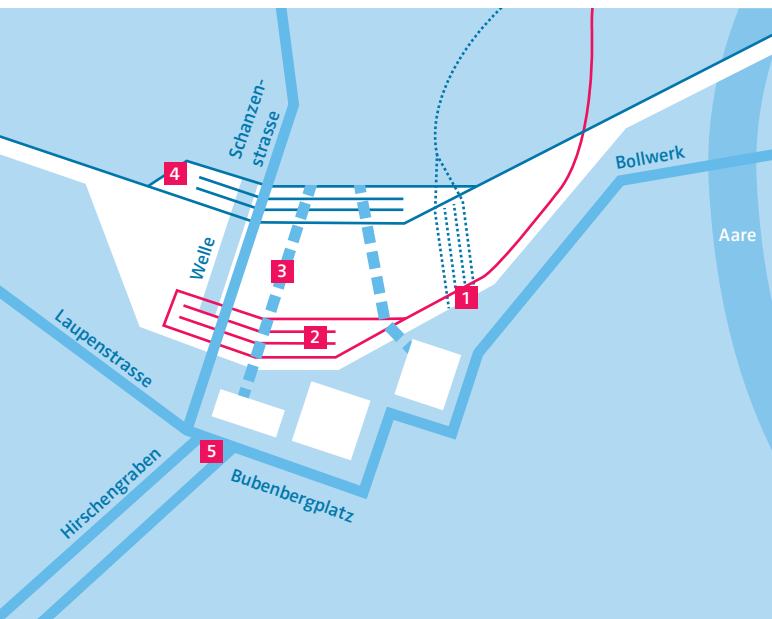 Schanzen-
strasse
Bollwerk
4
Aare
Welle
3
1
2
Laupenstrasse
5
Hirschengraben
Bubenbergplatz